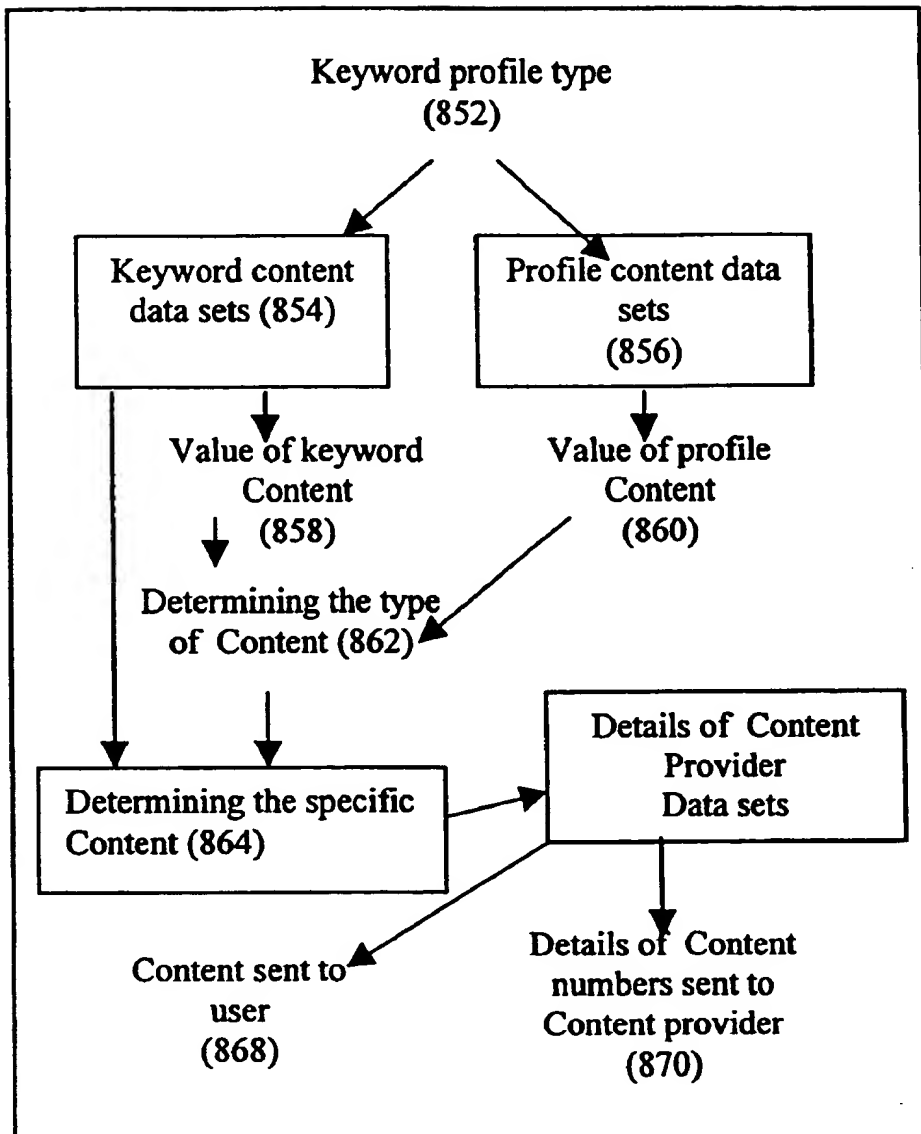 Keyword profile type
(852)
Keyword content
data sets (854)
Profile content data
sets
(856)
Value of keyword
Content
(858)
Value of profile
Content
(860)
Determining the type
of Content (862)
Determining the specific
Content (864)
Details of Content
Provider
Data sets
Content sent to
user
(868)
Details of Content
numbers sent to
Content provider
(870)